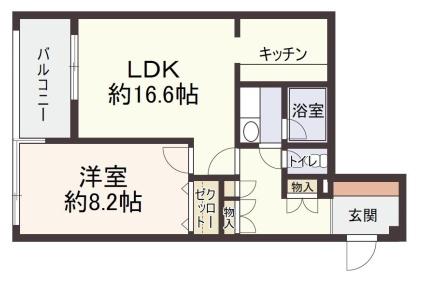 バルコニー
LDK
約16.6帖
キッチン
浴室
トイレ
洋室
約8.2帖
クローゼット
物入
物入
玄関